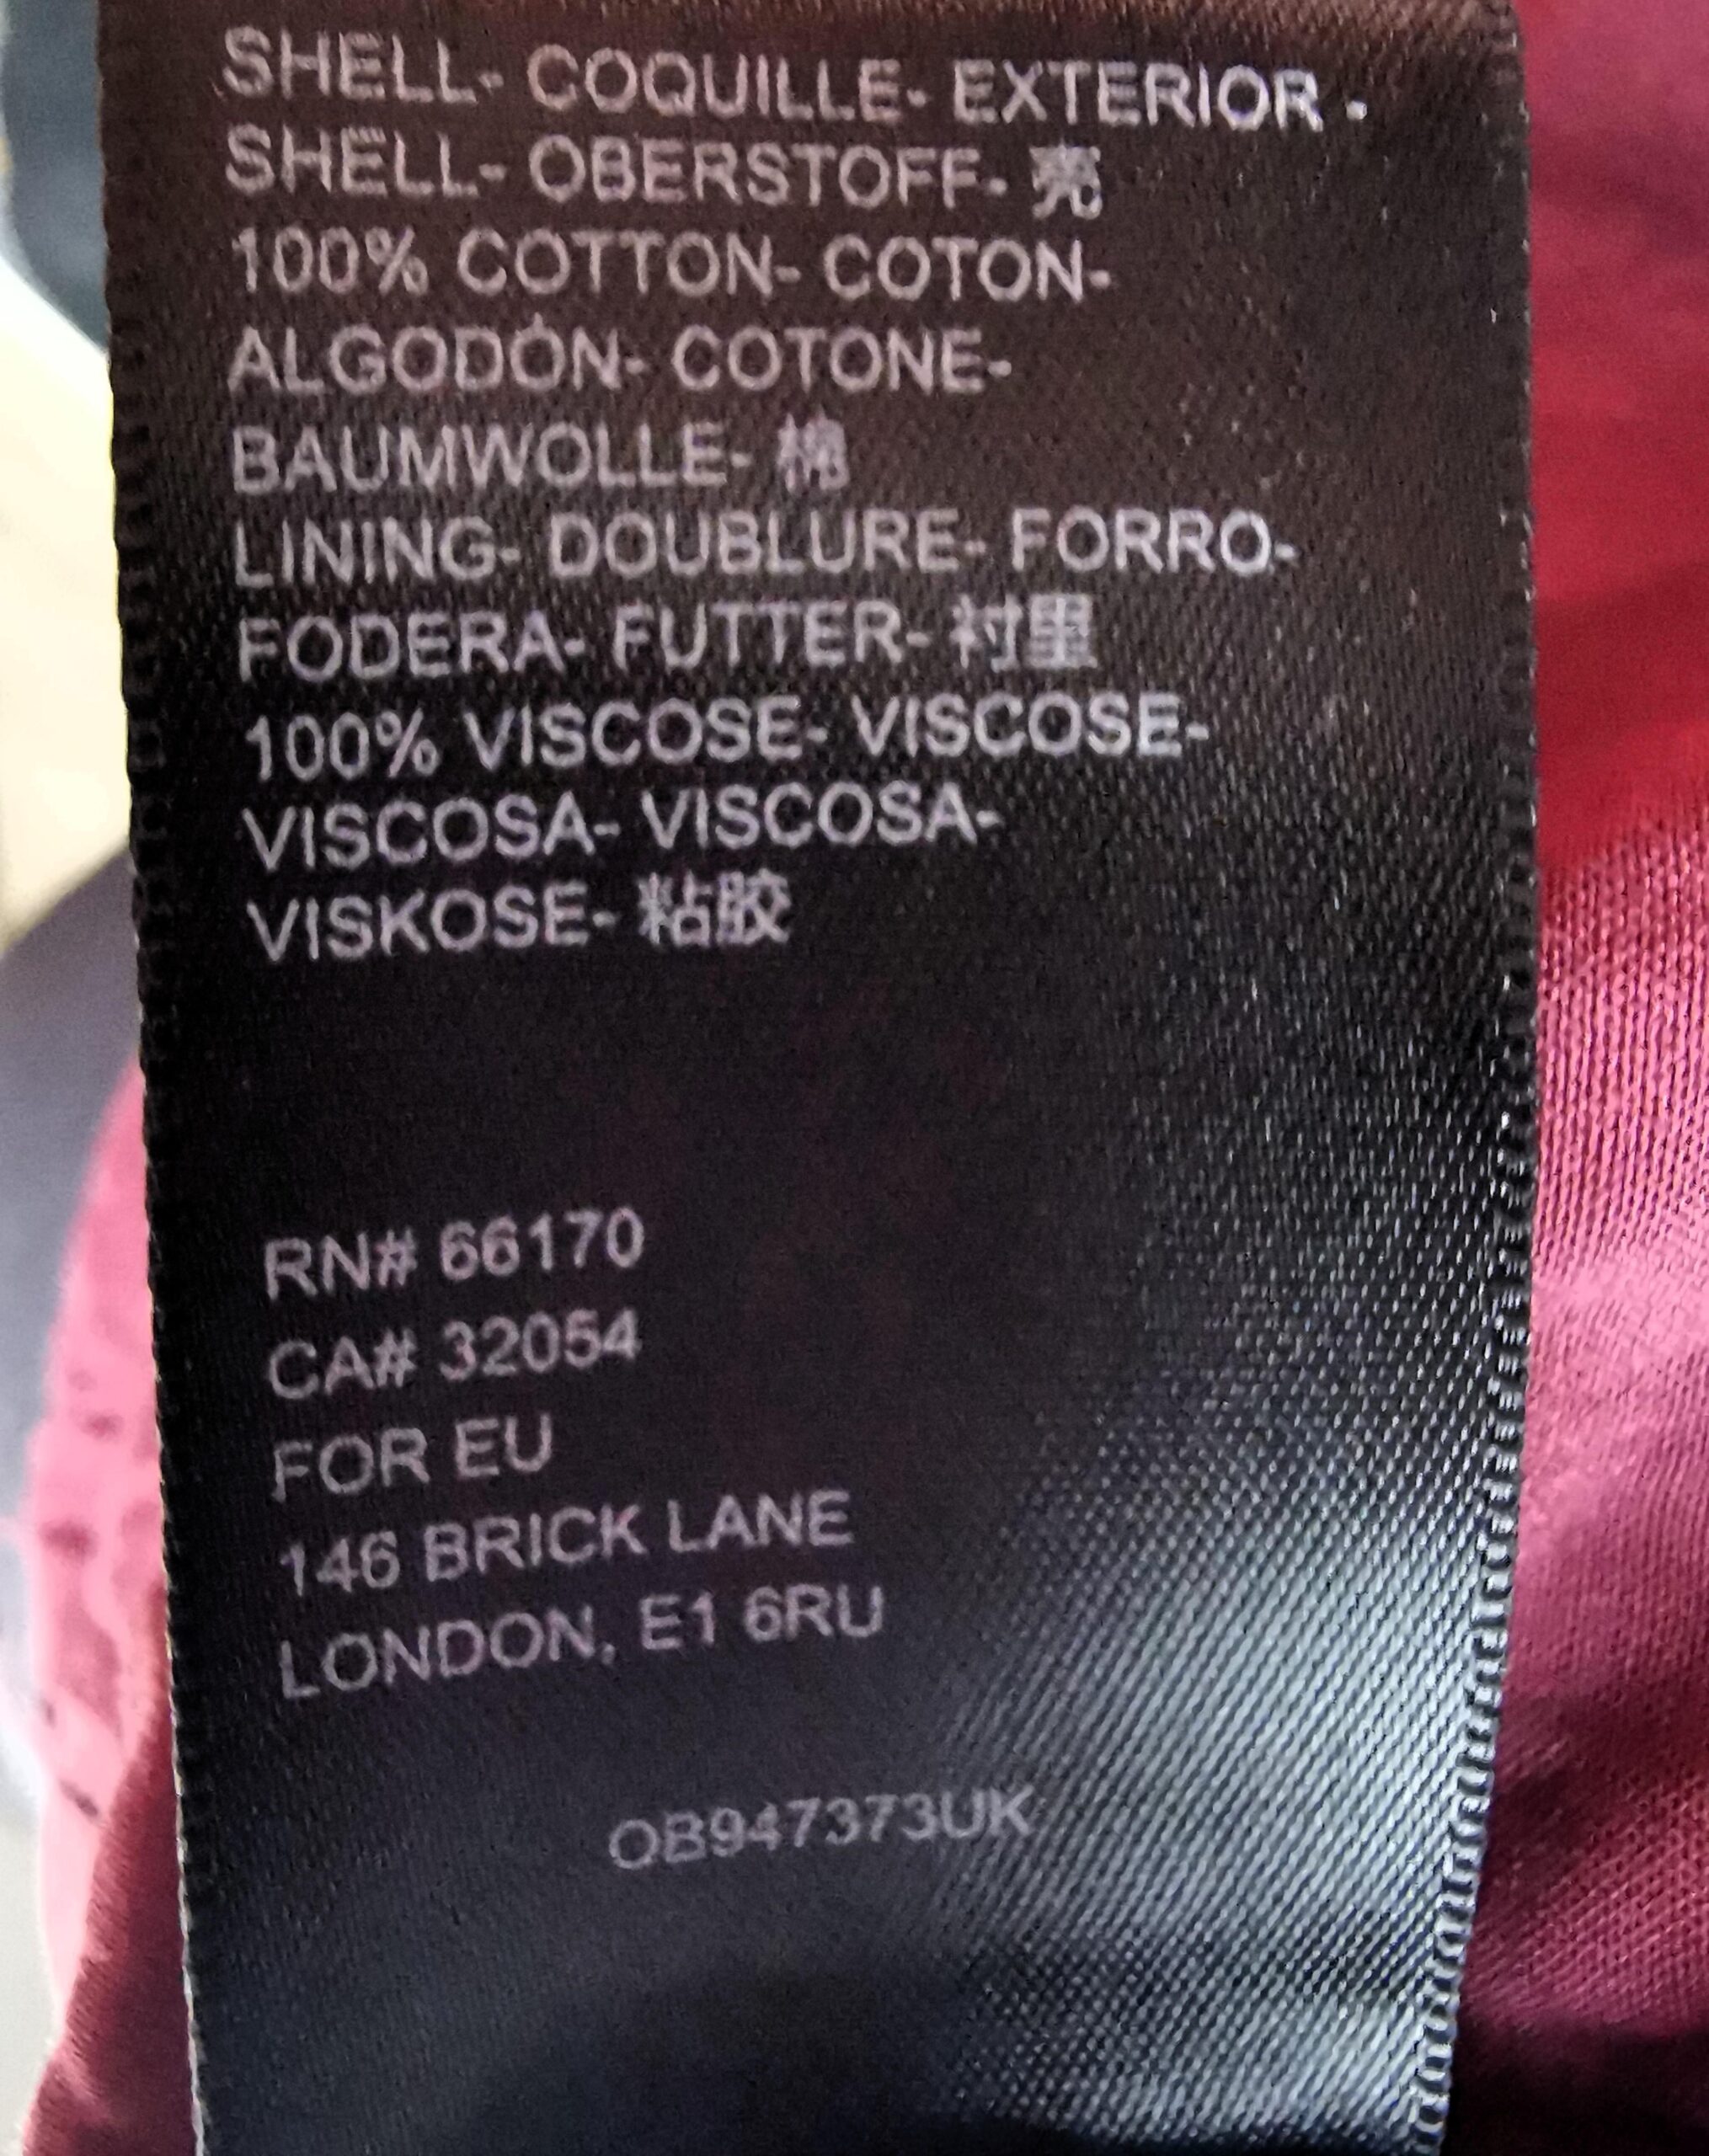 SHELL- COQUILLE- EXTERIOR -
SHELL- OBERSTOFF- 売
100% COTTON- COTON-
ALGODÓN- COTONE-
BAUMWOLLE- 棉
LINING- DOUBLURE- FORRO-
FODERA- FUTTER- 衬里
100% VISCOSE- VISCOSE-
VISCOSA- VISCOSA-
VISKOSE- 粘胶
RN# 66170
CA# 32054
FOR EU
146 BRICK LANE
LONDON, E1 6RU
OB947373UK